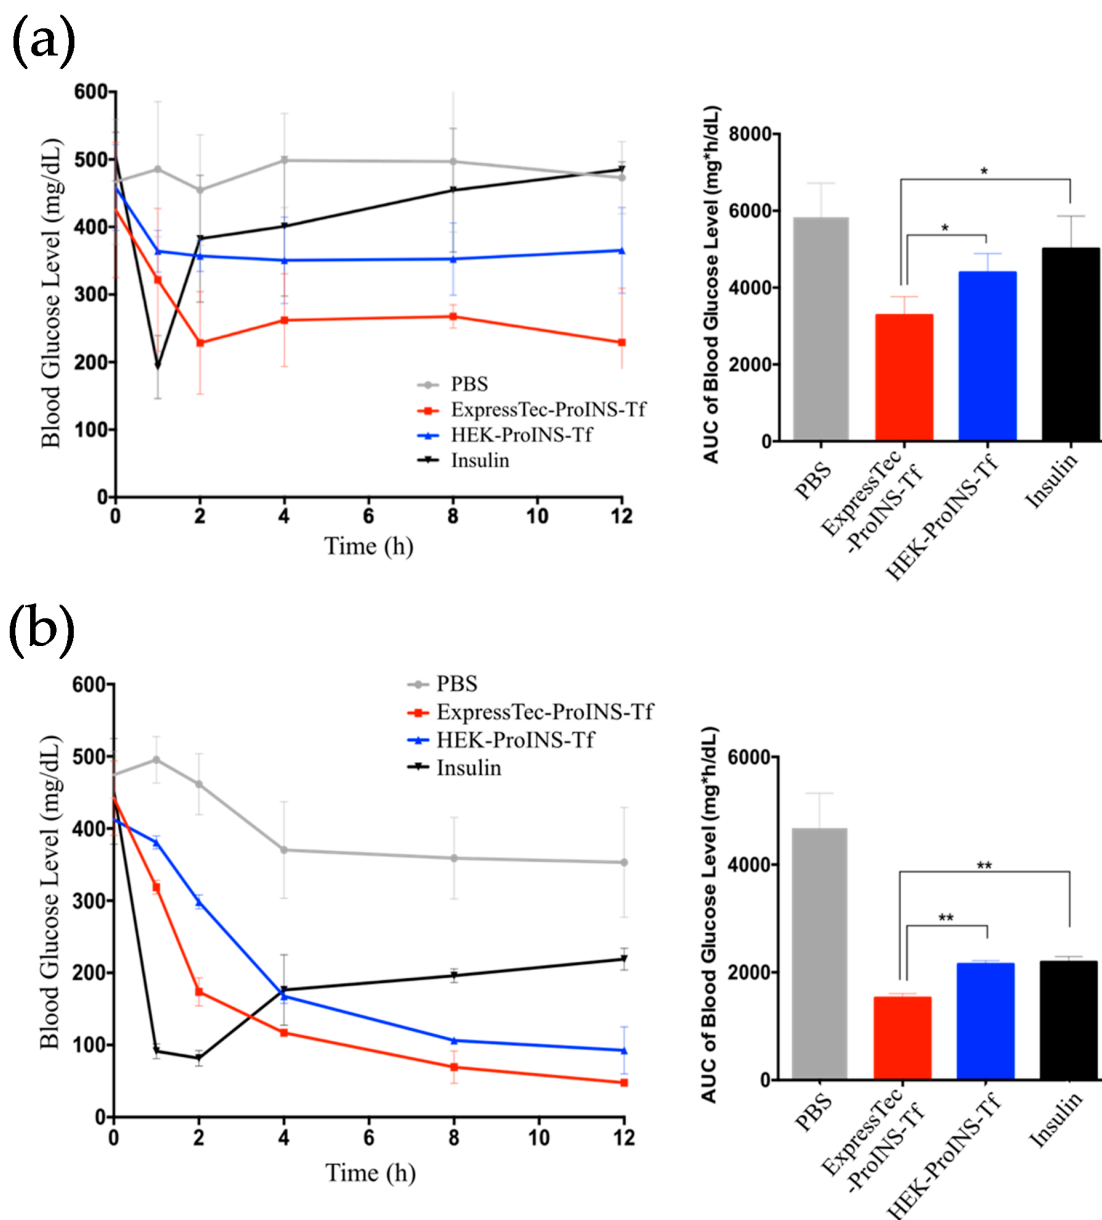 (a)
600
500
400
300
200
100
0
Blood Glucose Level (mg/dL)
0 2 4 6 8 10 12
Time (h)
PBS
ExpressTec-ProINS-Tf
HEK-ProINS-Tf
Insulin
8000
6000
4000
2000
0
AUC of Blood Glucose Level (mg*h/dL)
*
*
PBS
ExpressTec
-ProINS-Tf
HEK-ProINS-Tf
Insulin
(b)
600
500
400
300
200
100
0
Blood Glucose Level (mg/dL)
0 2 4 6 8 10 12
Time (h)
PBS
ExpressTec-ProINS-Tf
HEK-ProINS-Tf
Insulin
6000
4000
2000
0
AUC of Blood Glucose Level (mg*h/dL)
**
**
PBS
ExpressTec
-ProINS-Tf
HEK-ProINS-Tf
Insulin